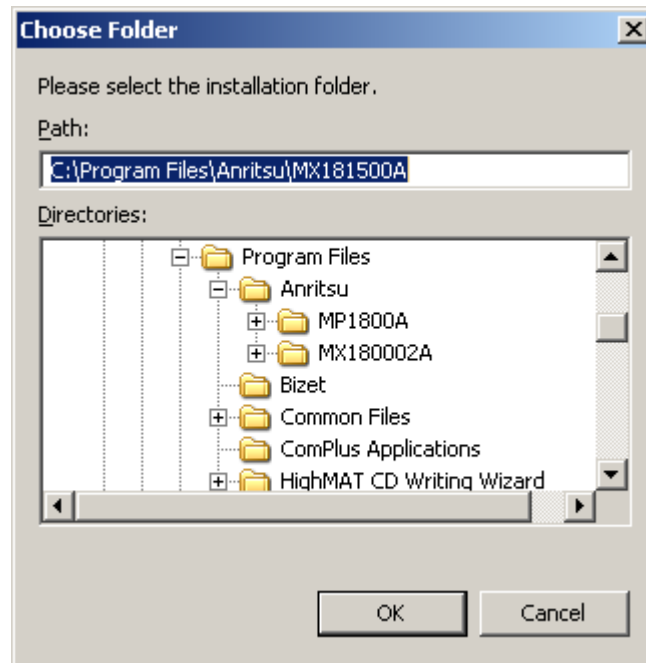 Choose Folder
Please select the installation folder.
Path:
C:\Program Files\Anritsu\MX181500A
Directories:
Program Files
Anritsu
MP1800A
MX180002A
Bizet
Common Files
ComPlus Applications
HighMAT CD Writing Wizard
OK Cancel